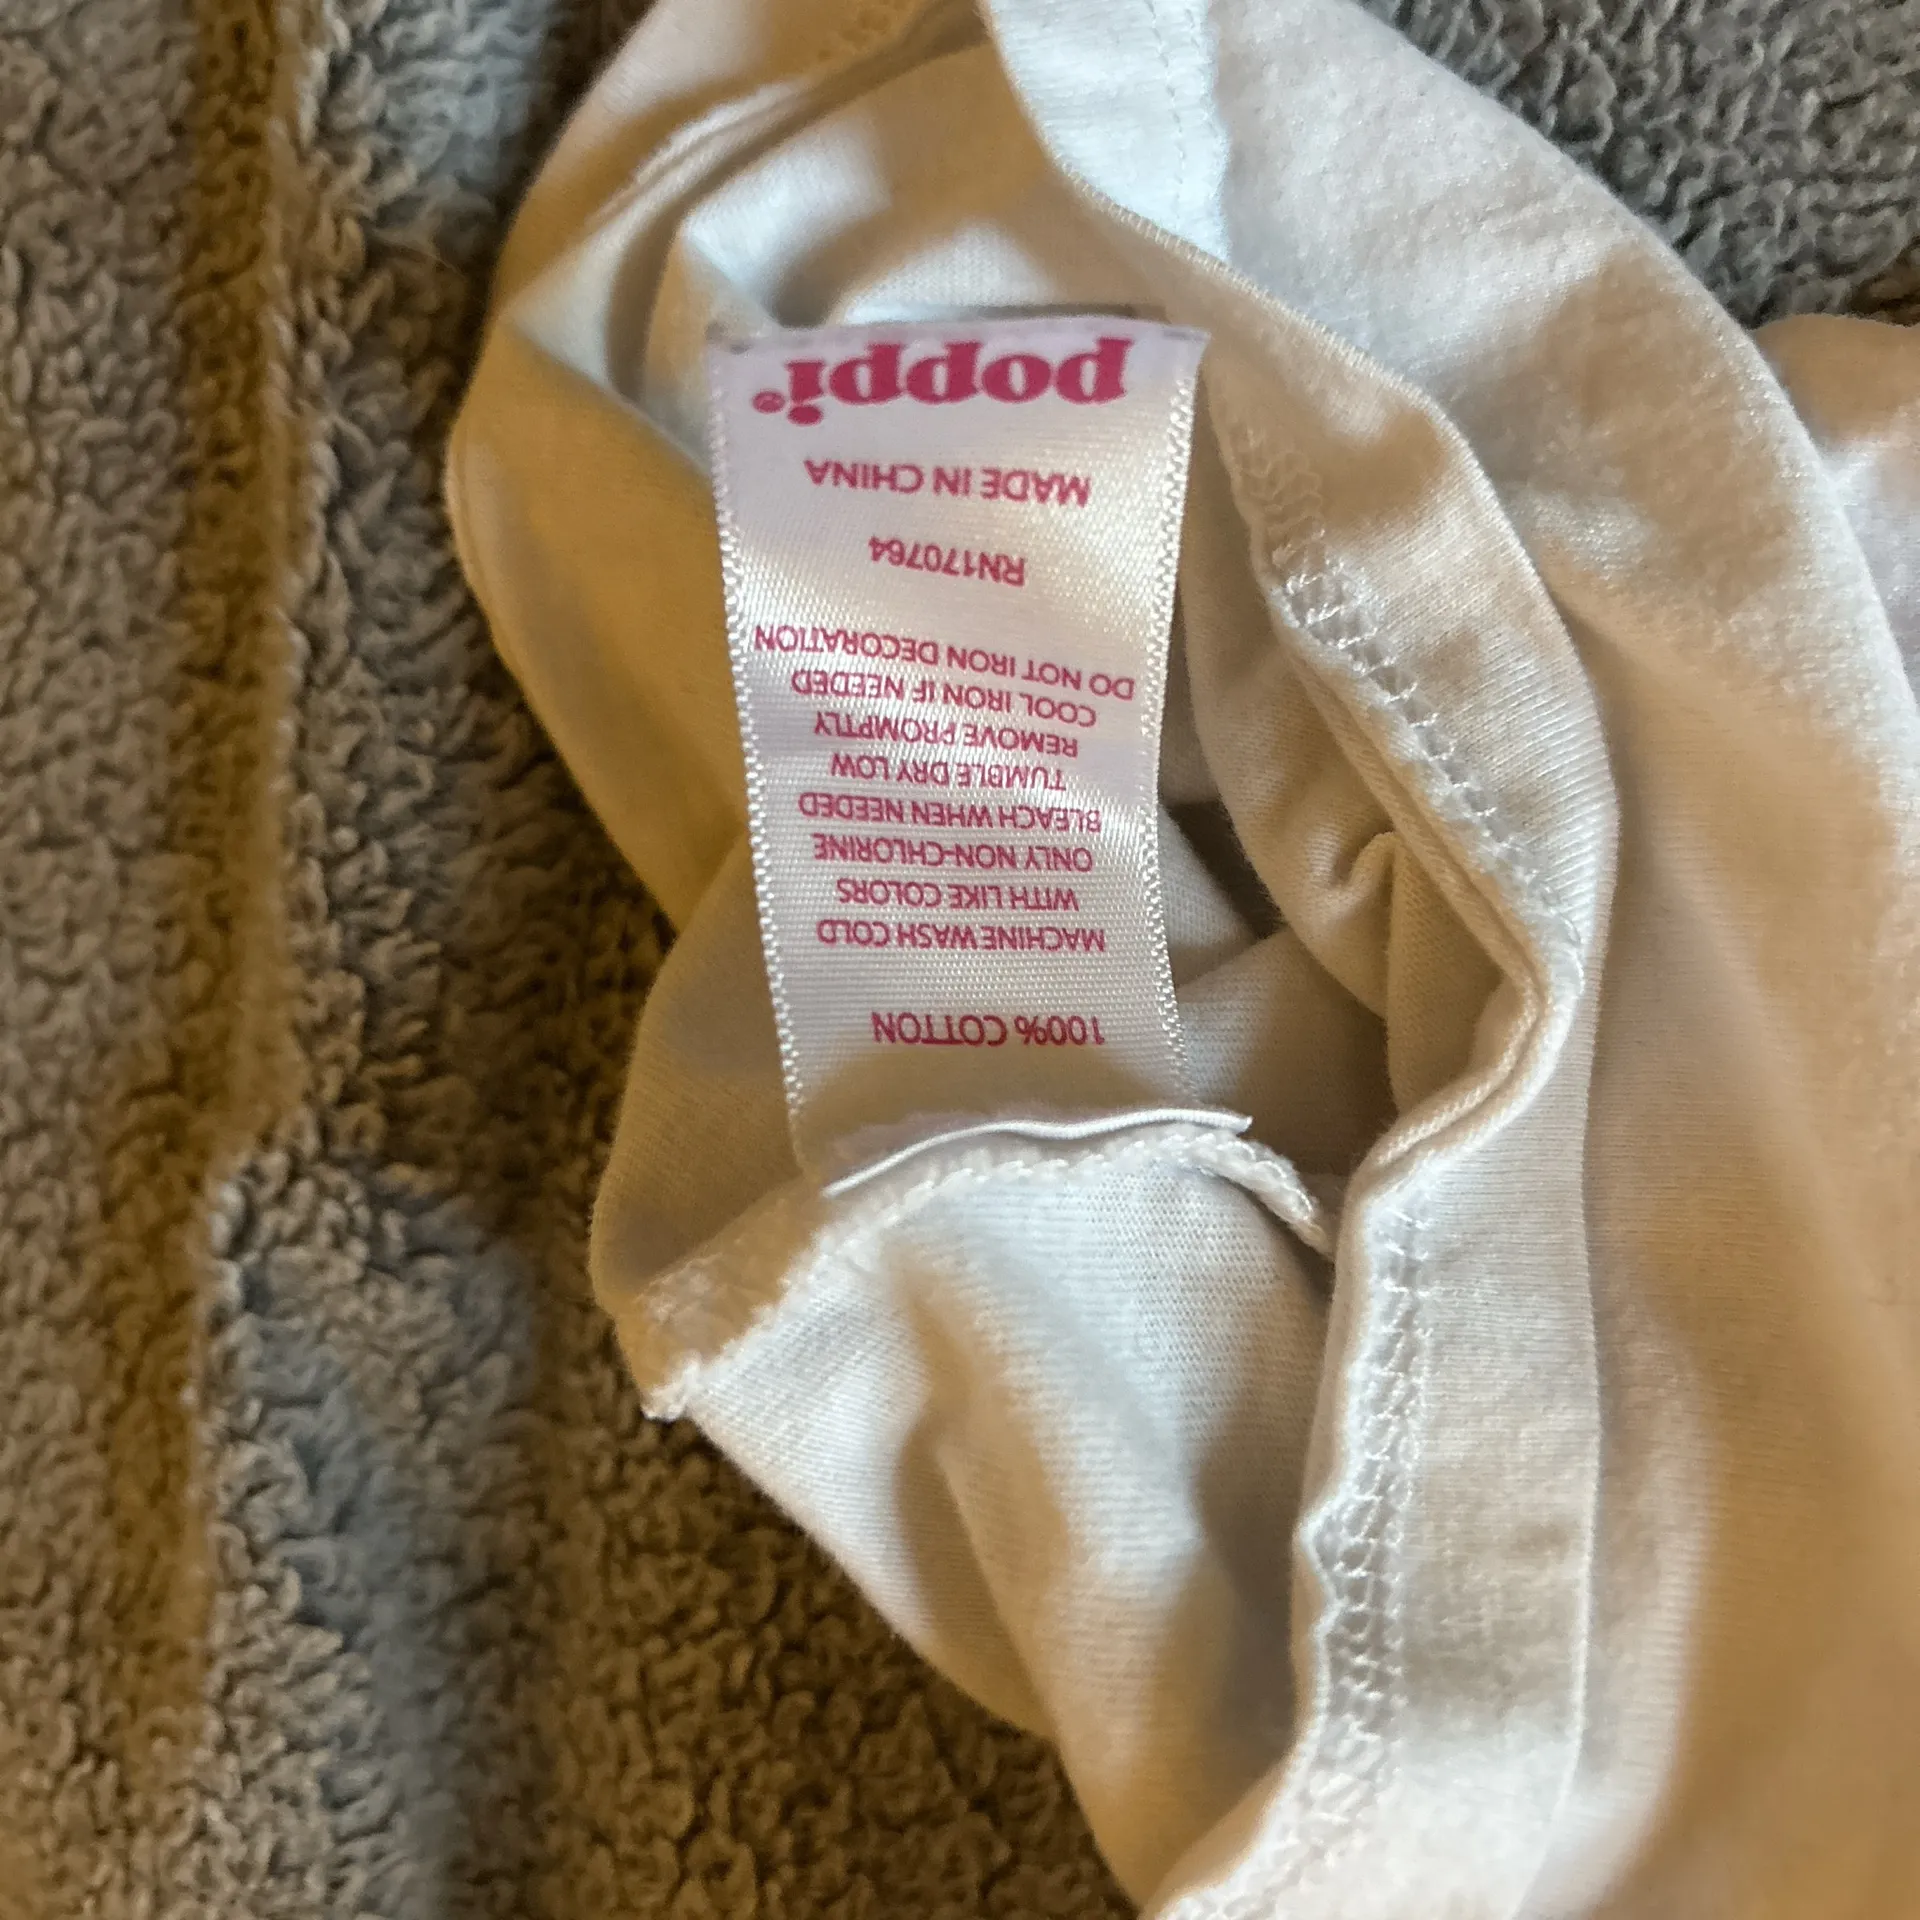 100% COTTON
MACHINE WASH COLD
WITH LIKE COLORS
ONLY NON-CHLORINE
BLEACH WHEN NEEDED
TUMBLE DRY LOW
REMOVE PROMPTLY
COOL IRON IF NEEDED
DO NOT IRON DECORATION
RN170764
MADE IN CHINA
poppi®